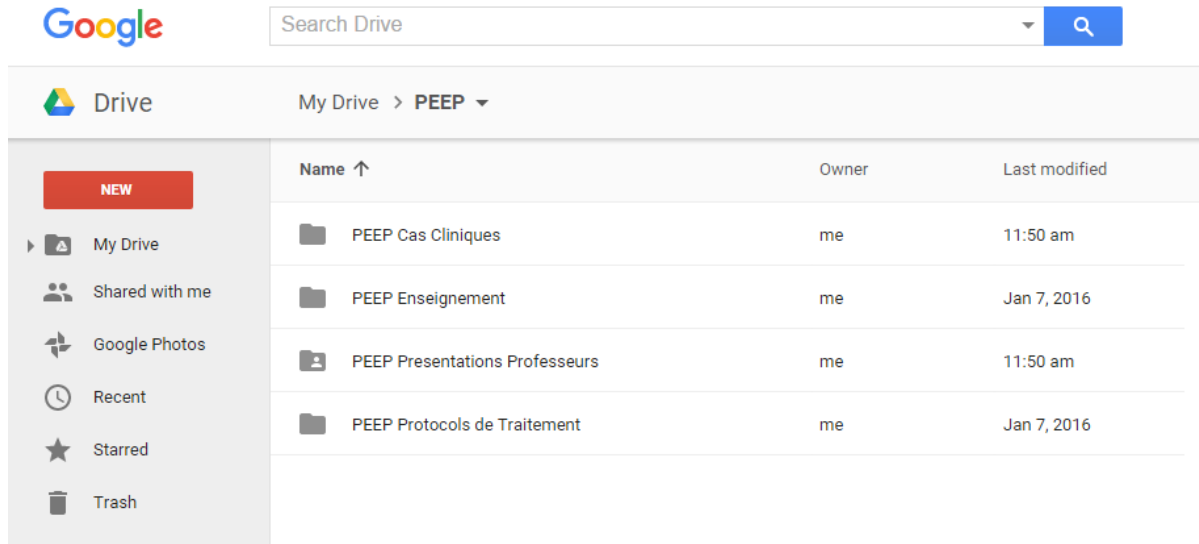 Google
Search Drive
Drive
My Drive > PEEP
Name ↑ Owner Last modified
NEW
PEEP Cas Cliniques me 11:50 am
My Drive
Shared with me
PEEP Enseignement me Jan 7, 2016
Google Photos
PEEP Presentations Professeurs me 11:50 am
Recent
PEEP Protocols de Traitement me Jan 7, 2016
Starred
Trash